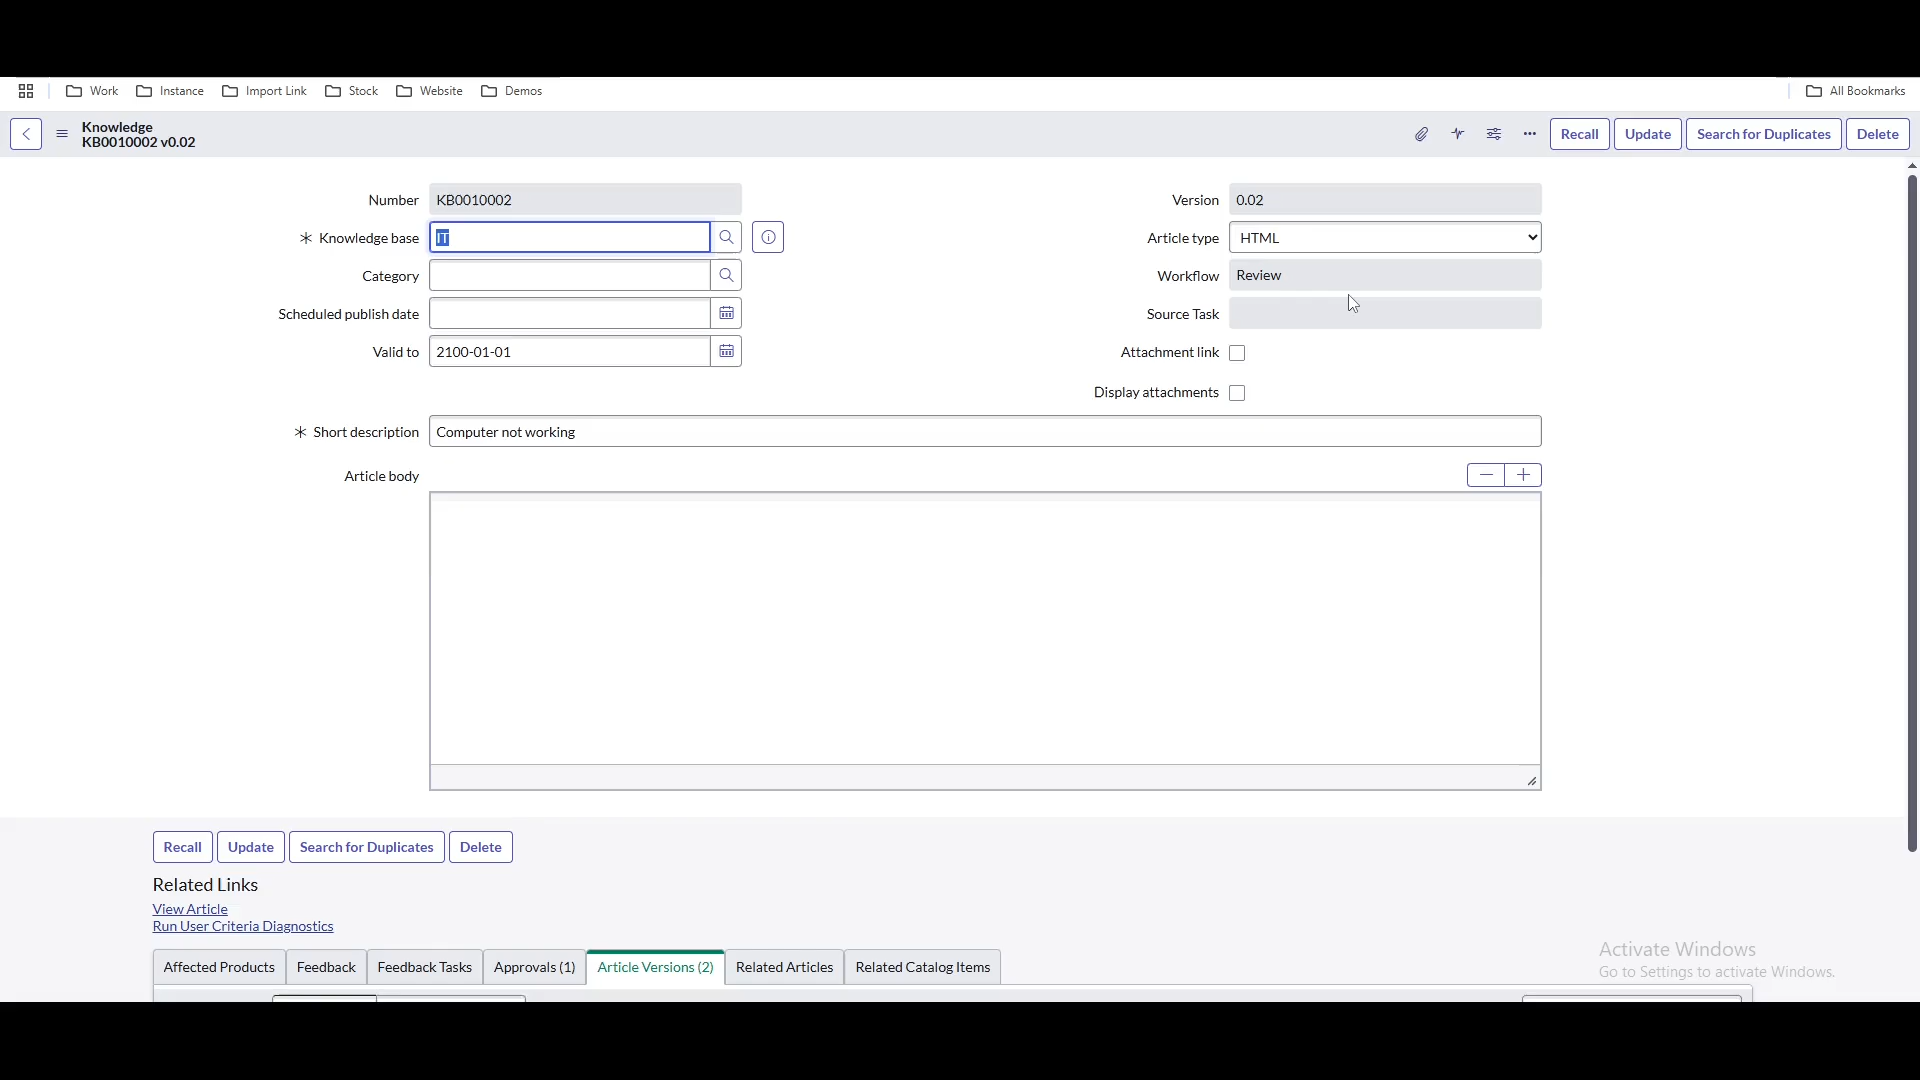 Work Instance Import Link Stock Website Demos All Bookmarks
Knowledge
KB0010002 v0.02
Recall Update Search for Duplicates Delete
Number KB0010002
Version 0.02
Knowledge base IT
Article type HTML
Category
Workflow Review
Scheduled publish date
Source Task
Valid to 2100-01-01
Attachment link
Display attachments
Short description Computer not working
Article body
Recall Update Search for Duplicates Delete
Related Links
View Article
Run User Criteria Diagnostics
Affected Products Feedback Feedback Tasks Approvals (1) Article Versions (2) Related Articles Related Catalog Items
Activate Windows
Go to Settings to activate Windows.